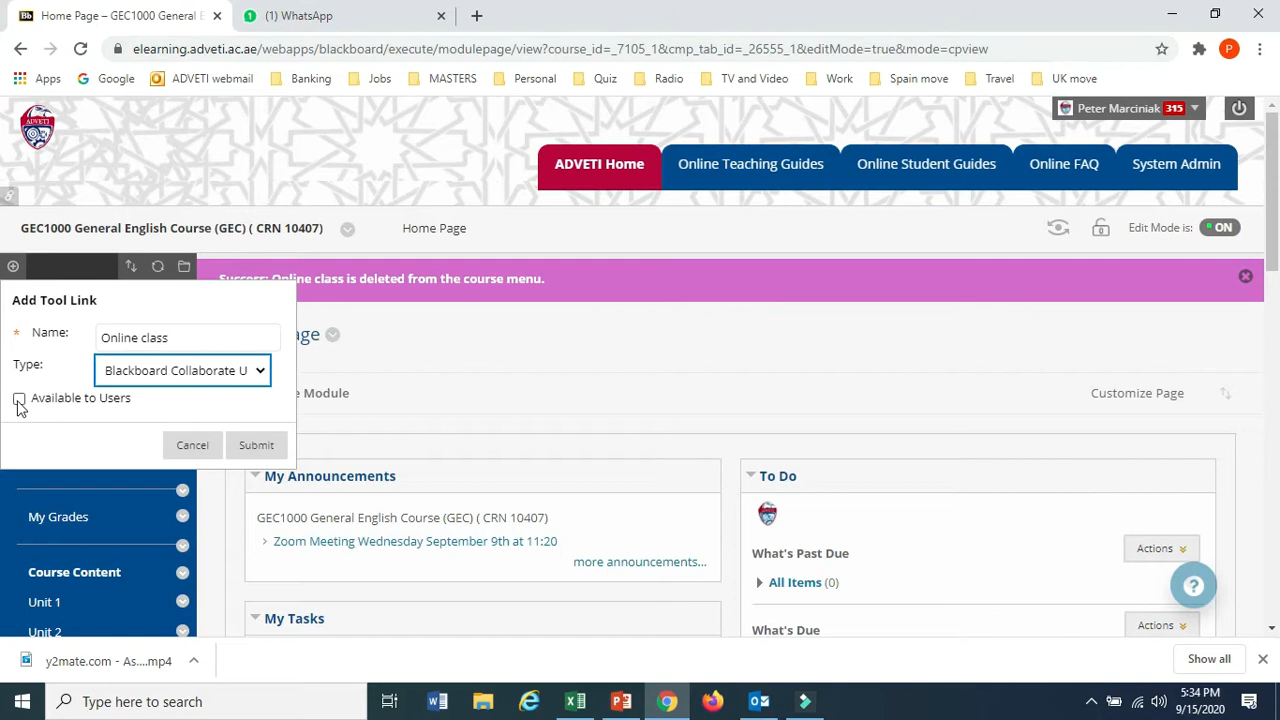 Home Page – GEC1000 General E
(1) WhatsApp
elearning.adveti.ac.ae/webapps/blackboard/execute/modulepage/view?course_id=_7105_1&cmp_tab_id=_26555_1&editMode=true&mode=cpview
P
Apps Google ADVETI webmail Banking Jobs MASTERS Personal Quiz Radio TV and Video Work Spain move Travel UK move
ADVETI
Peter Marciniak 315
ADVETI Home Online Teaching Guides Online Student Guides Online FAQ System Admin
GEC1000 General English Course (GEC) ( CRN 10407) Home Page Edit Mode is: ON
Success: Online class is deleted from the course menu.
Add Tool Link
* Name: Online class
Type: Blackboard Collaborate U
Available to Users
Cancel Submit
age
Module
Customize Page
My Announcements
GEC1000 General English Course (GEC) ( CRN 10407)
Zoom Meeting Wednesday September 9th at 11:20
more announcements...
My Tasks
To Do
What's Past Due
Actions
All Items (0)
What's Due
Actions
My Grades
Course Content
Unit 1
Unit 2
y2mate.com - As....mp4
Show all
Type here to search
5:34 PM
9/15/2020